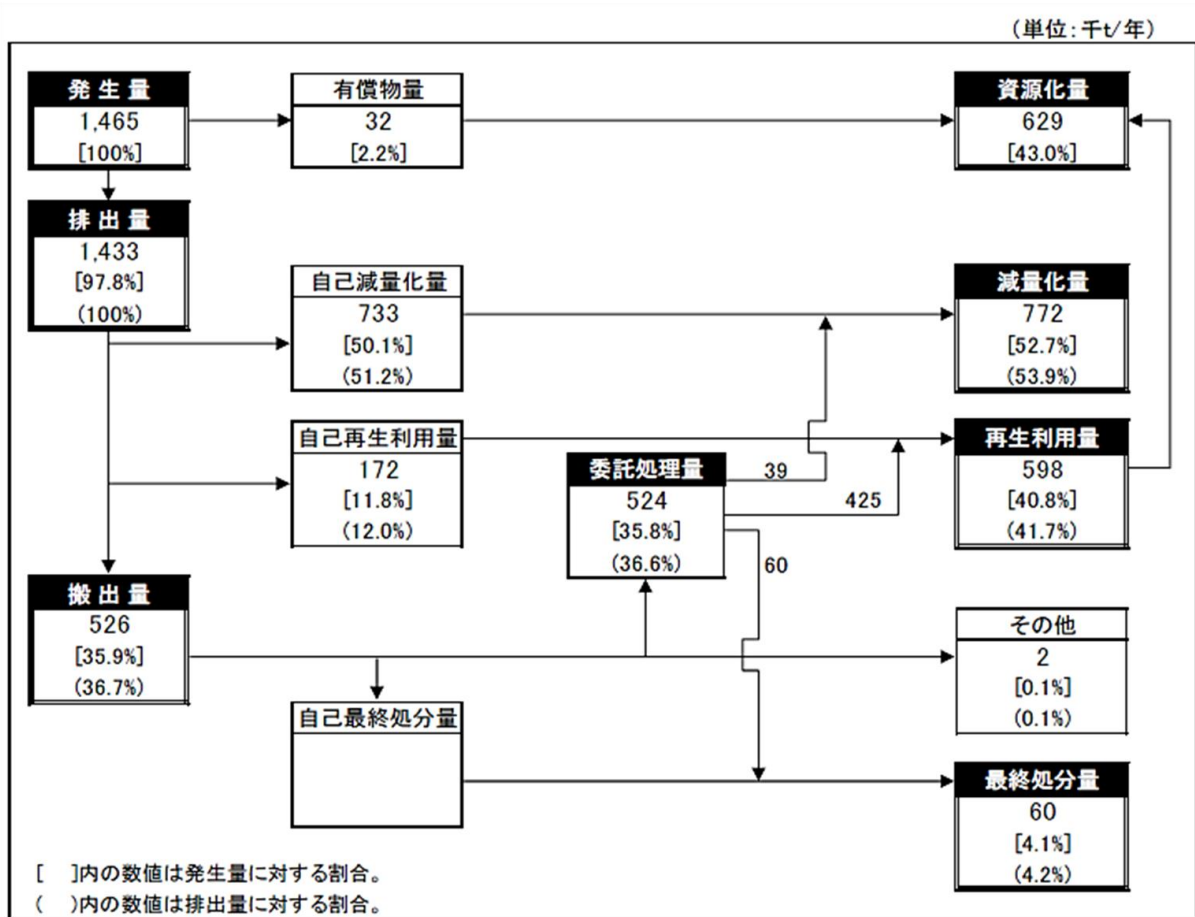 (単位:千t/年)
発生量
1,465
[100%]
有償物量
32
[2.2%]
資源化量
629
[43.0%]
排出量
1,433
[97.8%]
(100%)
自己減量化量
733
[50.1%]
(51.2%)
減量化量
772
[52.7%]
(53.9%)
自己再生利用量
172
[11.8%]
(12.0%)
委託処理量
524
[35.8%]
(36.6%)
39
425
60
再生利用量
598
[40.8%]
(41.7%)
搬出量
526
[35.9%]
(36.7%)
その他
2
[0.1%]
(0.1%)
自己最終処分量
最終処分量
60
[4.1%]
(4.2%)
[ ]内の数値は発生量に対する割合。
( )内の数値は排出量に対する割合。